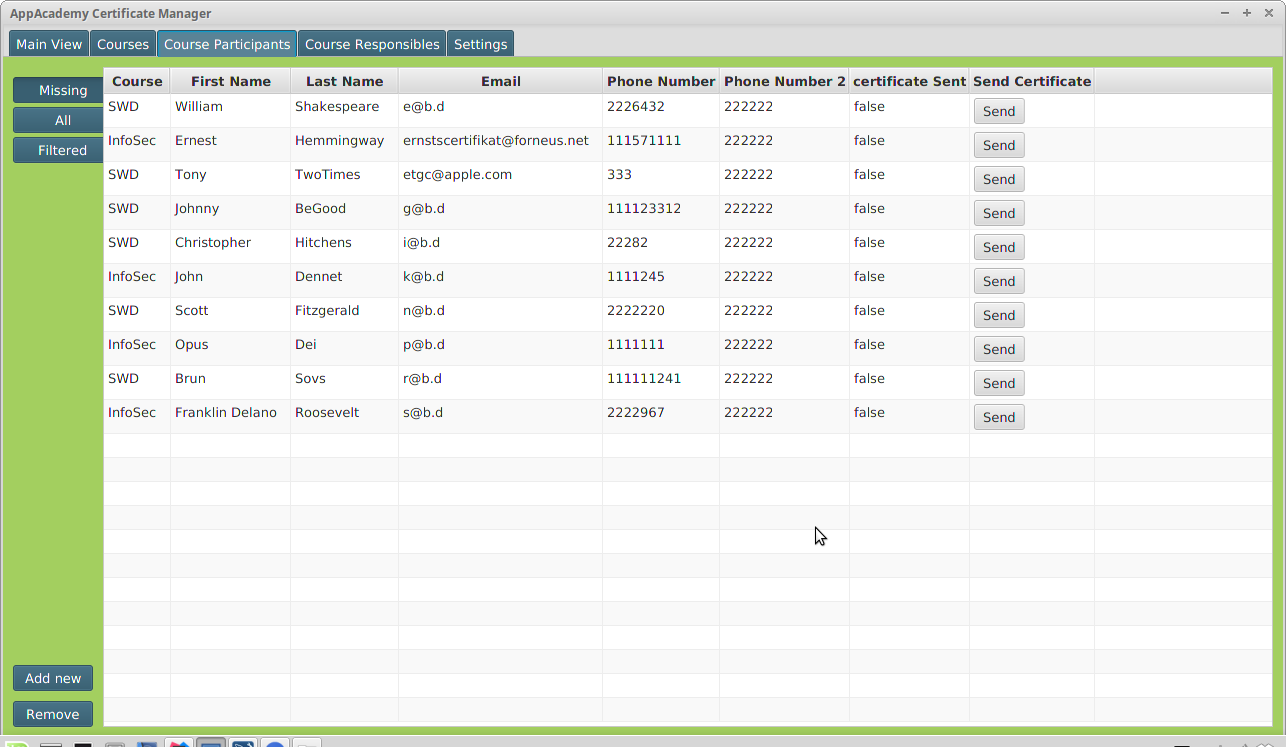 AppAcademy Certificate Manager
Main View Courses Course Participants Course Responsibles Settings
Missing
All
Filtered
Course First Name Last Name Email Phone Number Phone Number 2 certificate Sent Send Certificate
SWD William Shakespeare e@b.d 2226432 222222 false Send
InfoSec Ernest Hemmingway ernstscertifikat@forneus.net 111571111 222222 false Send
SWD Tony TwoTimes etgc@apple.com 333 222222 false Send
SWD Johnny BeGood g@b.d 111123312 222222 false Send
SWD Christopher Hitchens i@b.d 22282 222222 false Send
InfoSec John Dennet k@b.d 1111245 222222 false Send
SWD Scott Fitzgerald n@b.d 2222220 222222 false Send
InfoSec Opus Dei p@b.d 1111111 222222 false Send
SWD Brun Sovs r@b.d 111111241 222222 false Send
InfoSec Franklin Delano Roosevelt s@b.d 2222967 222222 false Send
Add new
Remove